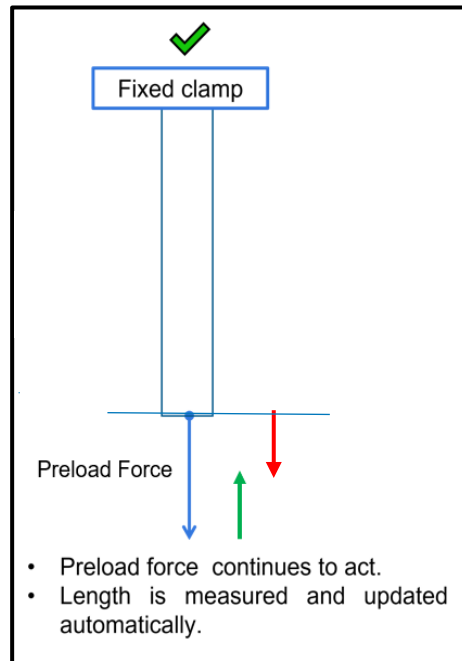 Fixed clamp
Preload Force
• Preload force continues to act.
• Length is measured and updated
automatically.